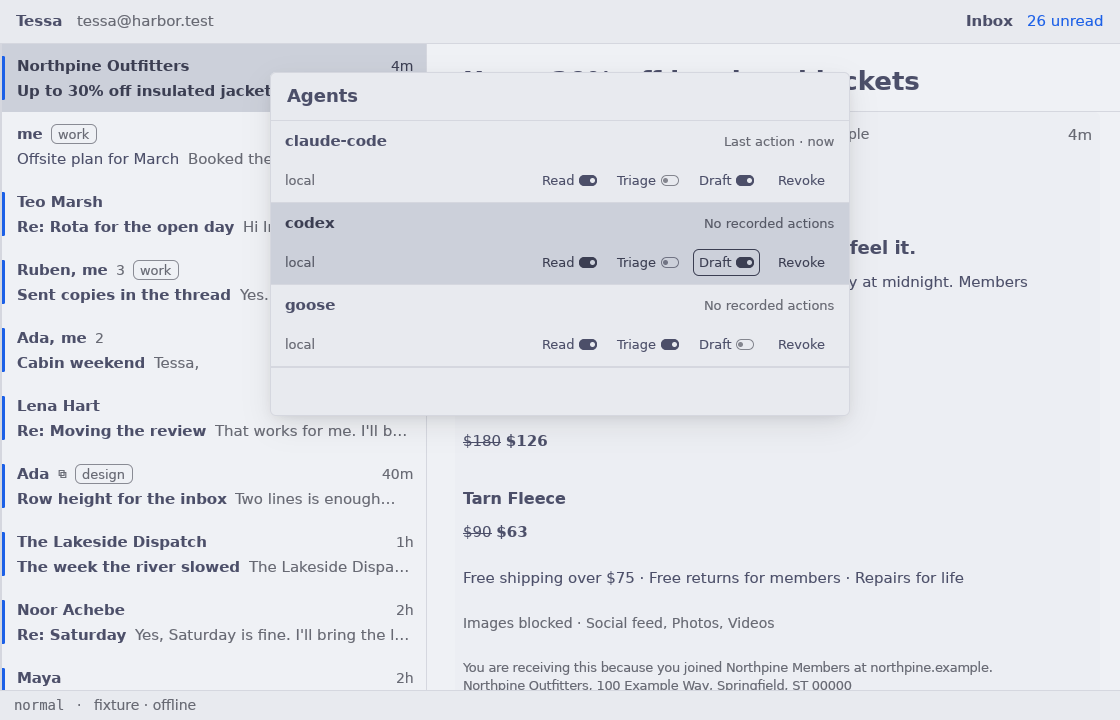 Tessa tessa@harbor.test
Inbox 26 unread
Northpine Outfitters 4m
Up to 30% off insulated jacket
me work
Offsite plan for March Booked the
Teo Marsh
Re: Rota for the open day
Ruben, me 3 work
Sent copies in the thread Yes.
Ada, me 2
Cabin weekend Tessa,
Lena Hart
Re: Moving the review That works for me. I'll b…
Ada design 40m
Row height for the inbox Two lines is enough…
The Lakeside Dispatch 1h
The week the river slowed The Lakeside Dispa…
Noor Achebe 2h
Re: Saturday Yes, Saturday is fine. I'll bring the l…
Maya 2h
Agents
claude-code Last action · now
local Read Triage Draft Revoke
codex No recorded actions
local Read Triage Draft Revoke
goose No recorded actions
local Read Triage Draft Revoke
4m
feel it.
y at midnight. Members
$180 $126
Tarn Fleece
$90 $63
Free shipping over $75 · Free returns for members · Repairs for life
Images blocked · Social feed, Photos, Videos
You are receiving this because you joined Northpine Members at northpine.example.
Northpine Outfitters, 100 Example Way, Springfield, ST 00000
normal · fixture · offline